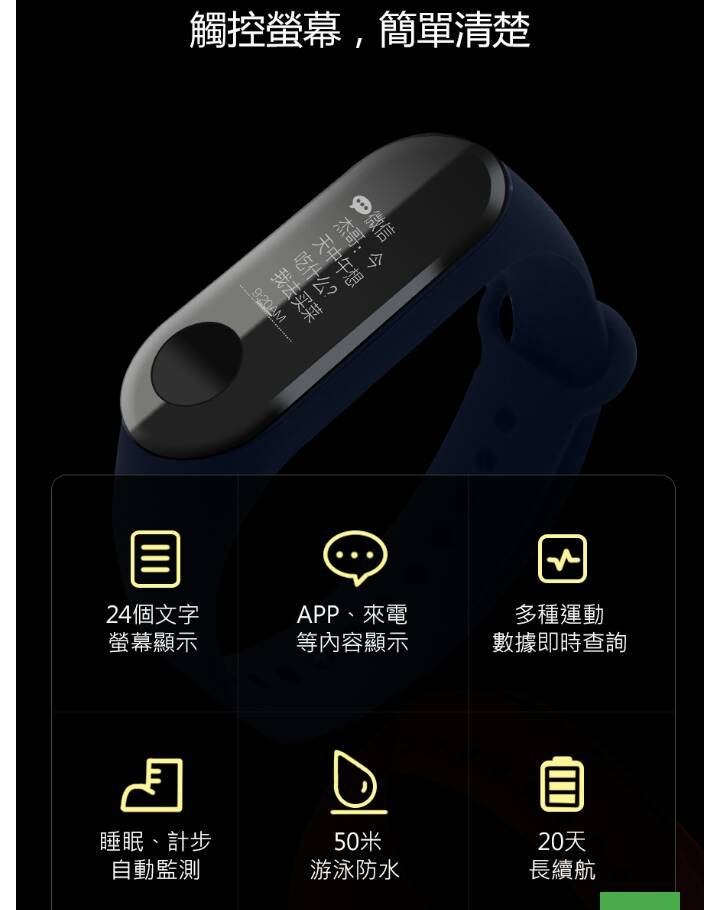 觸控螢幕，簡單清楚
微信
杰哥：今
天中午想
吃什么？
我去买菜
9:20AM
24個文字
螢幕顯示
APP、來電
等內容顯示
多種運動
數據即時查詢
睡眠、計步
自動監測
50米
游泳防水
20天
長續航